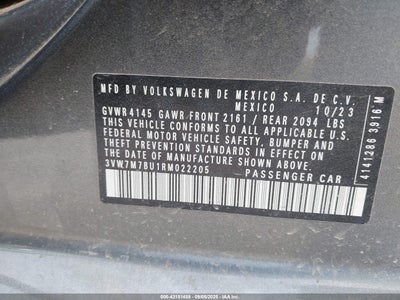 MFD BY VOLKSWAGEN DE MEXICO S.A. DE C.V.
MEXICO 10/23
GVWR 4145 GAWR FRONT 2161 / REAR 2094 LBS
THIS VEHICLE CONFORMS TO ALL APPLICABLE U.S.
FEDERAL MOTOR VEHICLE SAFETY, BUMPER AND
THEFT PREVENTION STANDARDS IN EFFECT ON
THE DATE OF MANUFACTURE SHOWN ABOVE.
3VW7M7BU1RM022205 PASSENGER CAR
4141286 3916 M